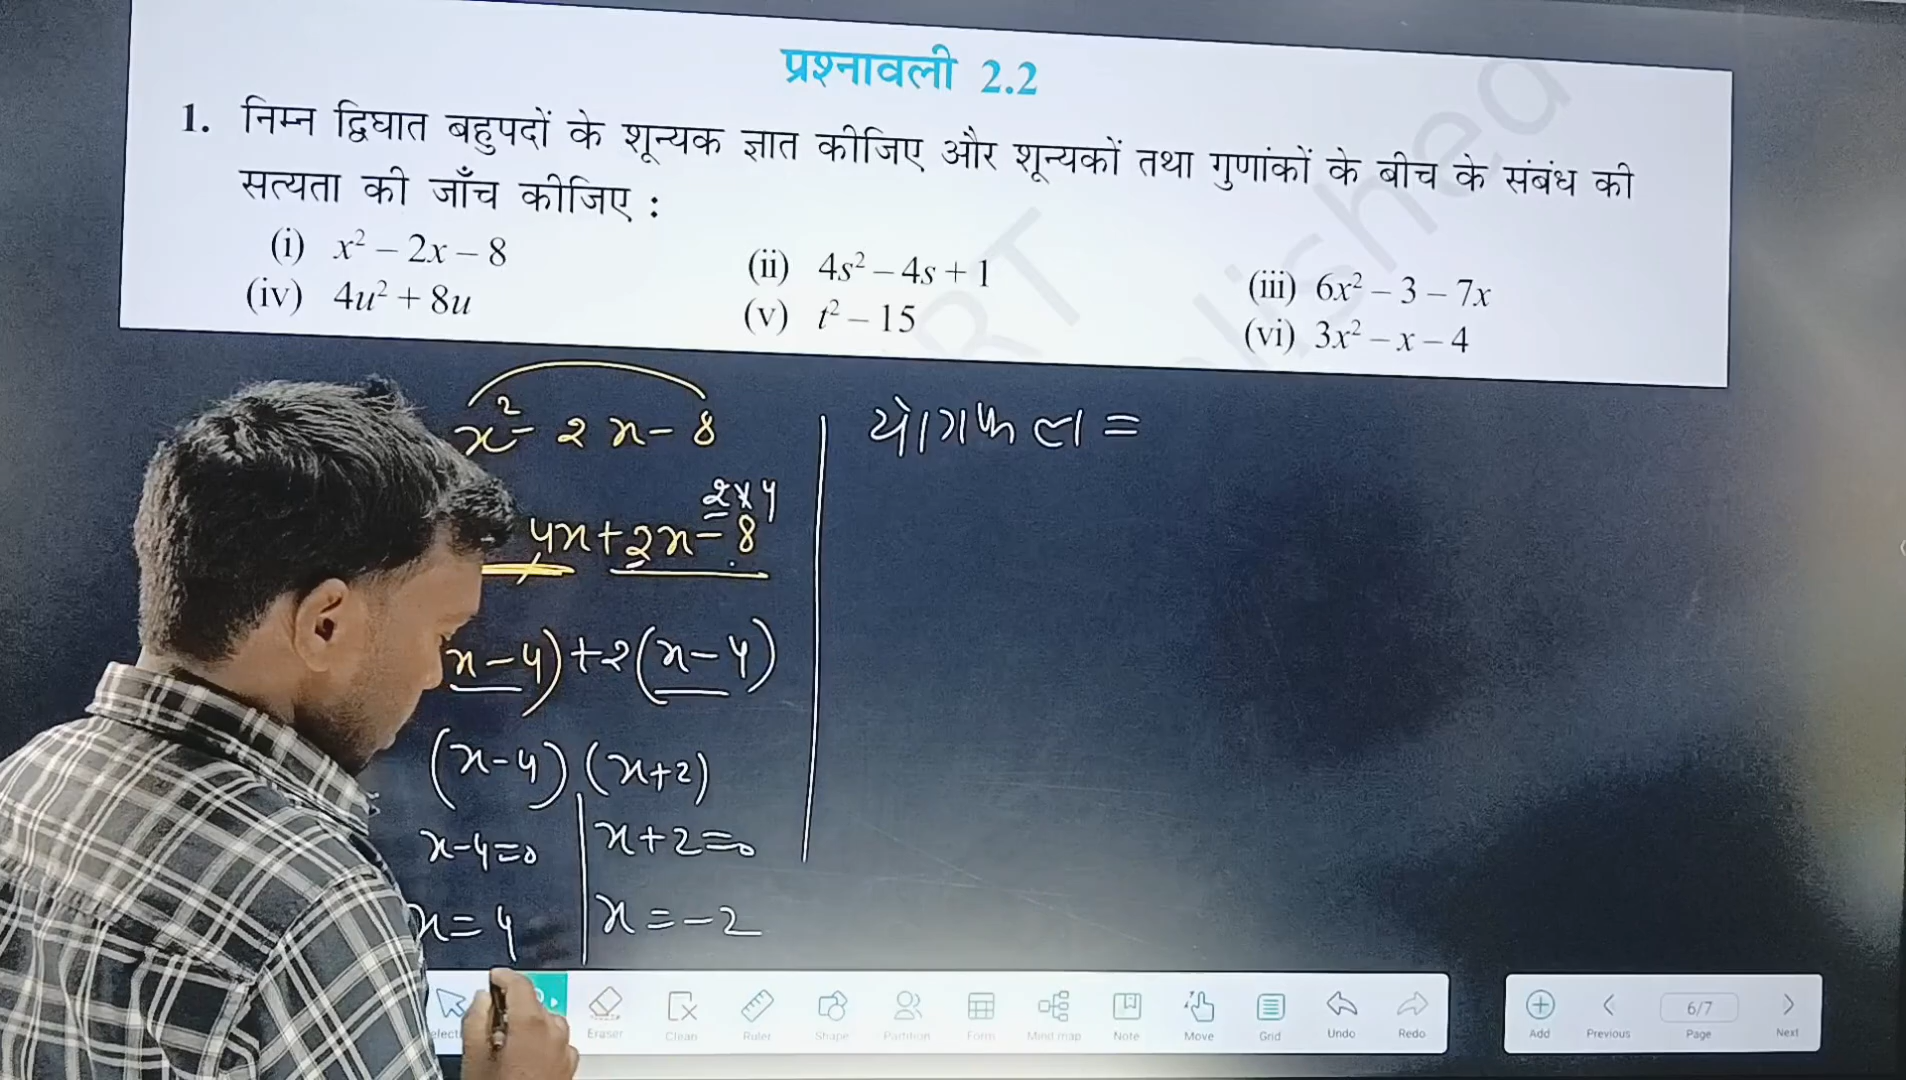 प्रश्नावली 2.2
1. निम्न द्विघात बहुपदों के शून्यक ज्ञात कीजिए और शून्यकों तथा गुणांकों के बीच के संबंध की
सत्यता की जाँच कीजिए :
(i) x² – 2x – 8 (ii) 4s² – 4s + 1 (iii) 6x² – 3 – 7x
(iv) 4u² + 8u (v) t² – 15 (vi) 3x² – x – 4
x² - 2x - 8
2×4
4x + 2x - 8
x - 4) + 2(x - 4)
(x - 4) (x + 2)
x - 4 = 0 | x + 2 = 0
x = 4 | x = -2
योगफल =
Eraser Clean Ruler Shape Partition Form Mind map Note Move Grid Undo Redo
6/7
Add Previous Page Next